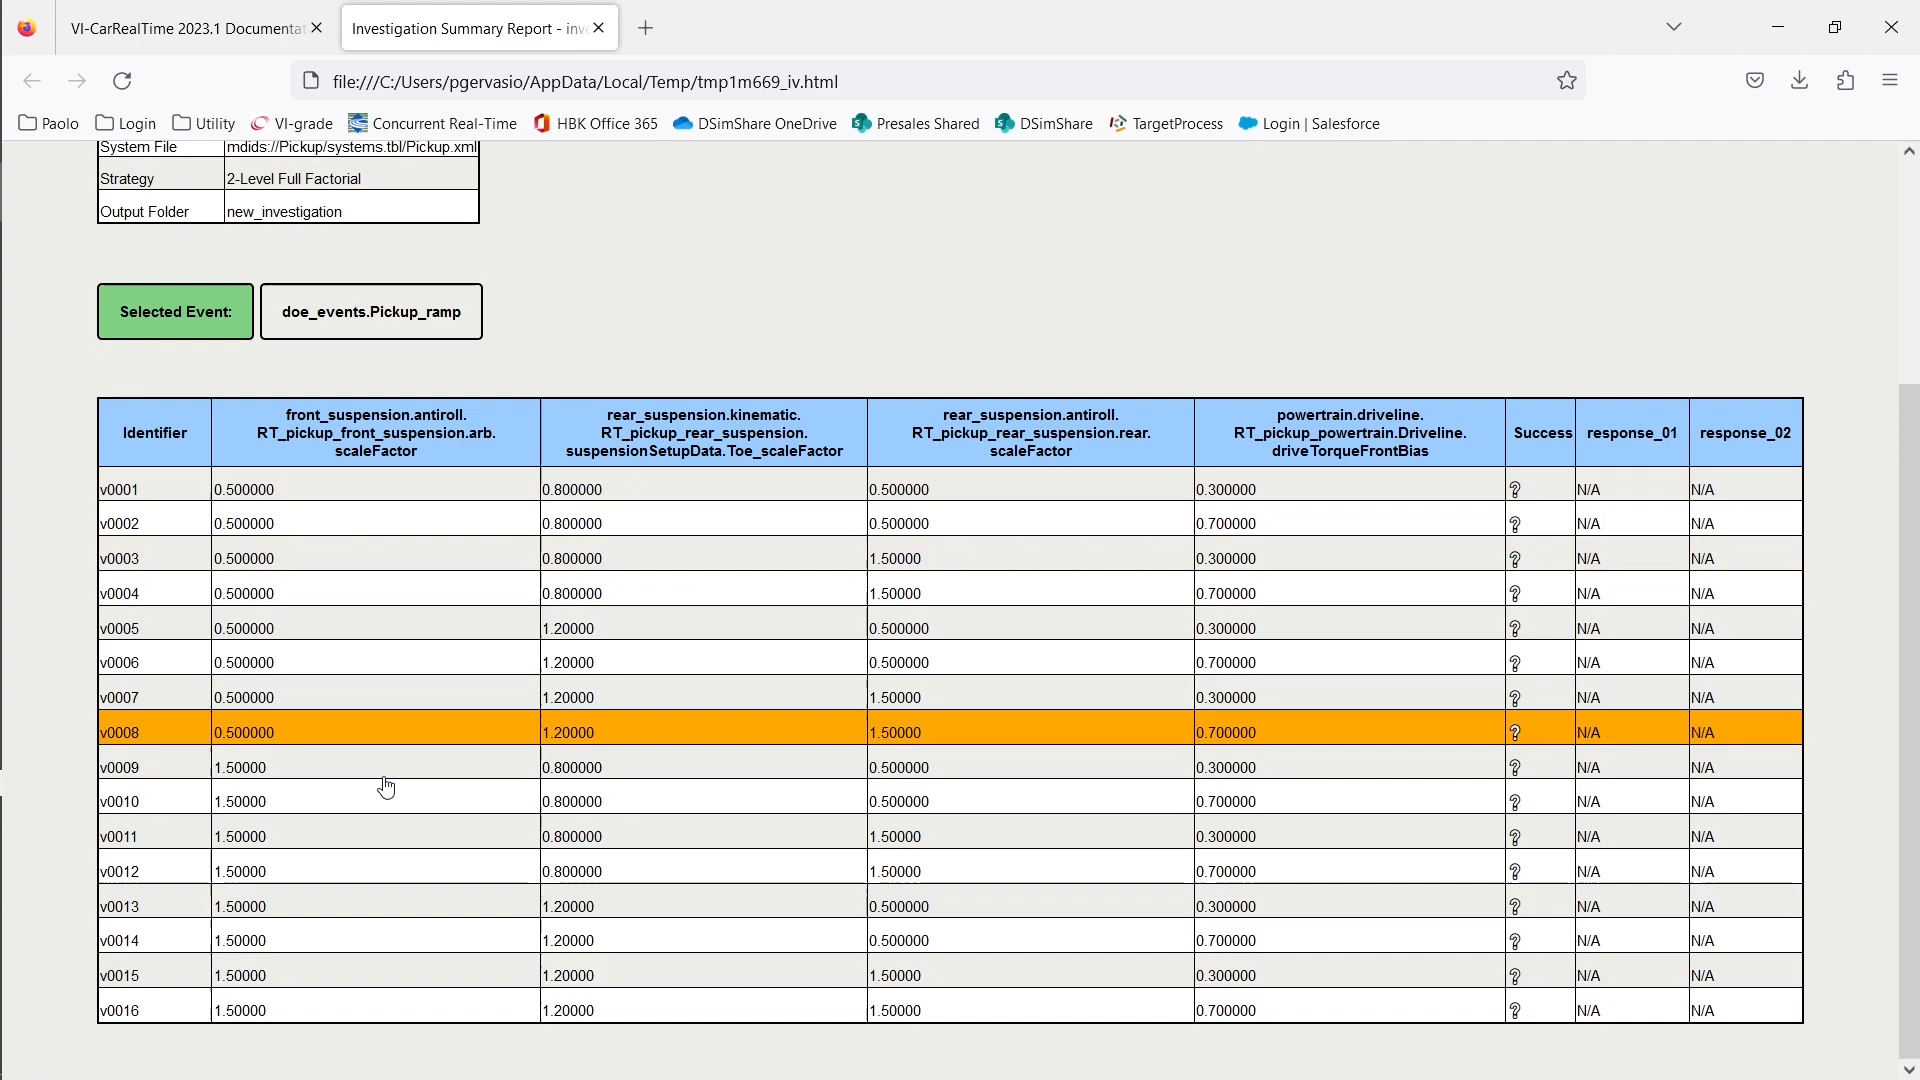 VI-CarRealTime 2023.1 Documentat
Investigation Summary Report - inv
file:///C:/Users/pgervasio/AppData/Local/Temp/tmp1m669_iv.html
Paolo Login Utility VI-grade Concurrent Real-Time HBK Office 365 DSimShare OneDrive Presales Shared DSimShare TargetProcess Login | Salesforce
System File mdids://Pickup/systems.tbl/Pickup.xml
Strategy 2-Level Full Factorial
Output Folder new_investigation
Selected Event: doe_events.Pickup_ramp
Identifier
front_suspension.antiroll.
RT_pickup_front_suspension.arb.
scaleFactor
rear_suspension.kinematic.
RT_pickup_rear_suspension.
suspensionSetupData.Toe_scaleFactor
rear_suspension.antiroll.
RT_pickup_rear_suspension.rear.
scaleFactor
powertrain.driveline.
RT_pickup_powertrain.Driveline.
driveTorqueFrontBias
Success
response_01
response_02
v0001 0.500000 0.800000 0.500000 0.300000 ? N/A N/A
v0002 0.500000 0.800000 0.500000 0.700000 ? N/A N/A
v0003 0.500000 0.800000 1.50000 0.300000 ? N/A N/A
v0004 0.500000 0.800000 1.50000 0.700000 ? N/A N/A
v0005 0.500000 1.20000 0.500000 0.300000 ? N/A N/A
v0006 0.500000 1.20000 0.500000 0.700000 ? N/A N/A
v0007 0.500000 1.20000 1.50000 0.300000 ? N/A N/A
v0008 0.500000 1.20000 1.50000 0.700000 ? N/A N/A
v0009 1.50000 0.800000 0.500000 0.300000 ? N/A N/A
v0010 1.50000 0.800000 0.500000 0.700000 ? N/A N/A
v0011 1.50000 0.800000 1.50000 0.300000 ? N/A N/A
v0012 1.50000 0.800000 1.50000 0.700000 ? N/A N/A
v0013 1.50000 1.20000 0.500000 0.300000 ? N/A N/A
v0014 1.50000 1.20000 0.500000 0.700000 ? N/A N/A
v0015 1.50000 1.20000 1.50000 0.300000 ? N/A N/A
v0016 1.50000 1.20000 1.50000 0.700000 ? N/A N/A